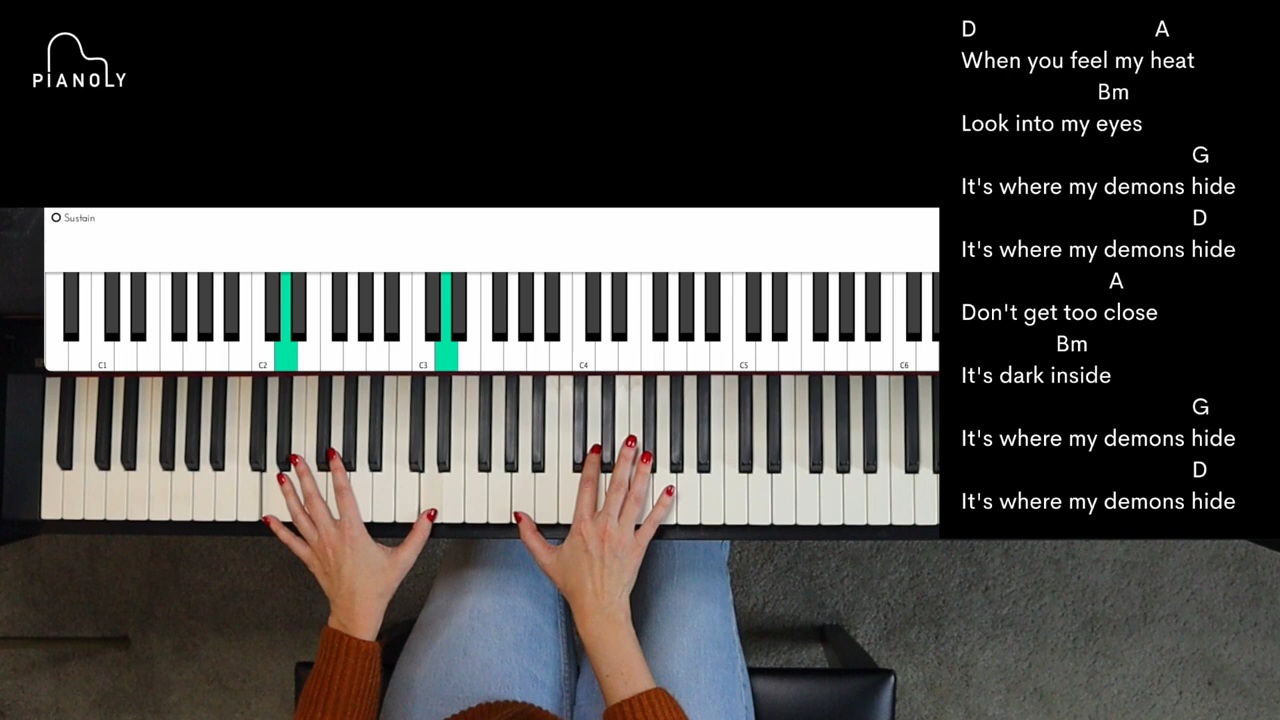 PIANOLY
Sustain
C1 C2 C3 C4 C5 C6
D A
When you feel my heat
Bm
Look into my eyes
G
It's where my demons hide
D
It's where my demons hide
A
Don't get too close
Bm
It's dark inside
G
It's where my demons hide
D
It's where my demons hide